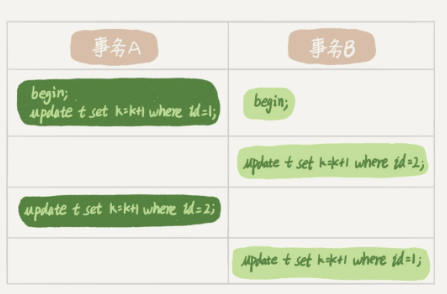 事务A
事务B
begin;
update t set k=k+1 where id=1;
begin;
update t set k=k+1 where id=2;
update t set k=k+1 where id=2;
update t set k=k+1 where id=1;